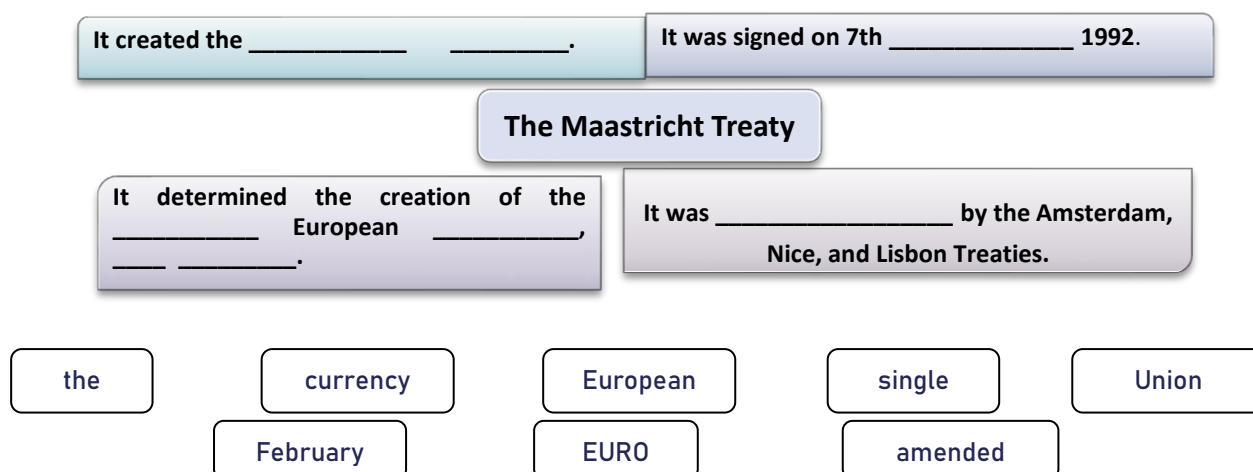 It created the ____________ _________.
It was signed on 7th ______________ 1992.
The Maastricht Treaty
It determined the creation of the
___________ European ___________,
____ _________.
It was __________________ by the Amsterdam,
Nice, and Lisbon Treaties.
the currency European single Union
February EURO amended